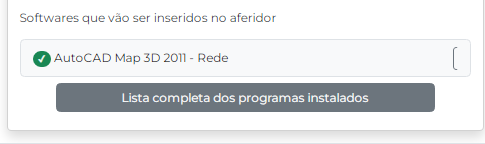 Softwares que vão ser inseridos no aferidor
AutoCAD Map 3D 2011 - Rede
Lista completa dos programas instalados